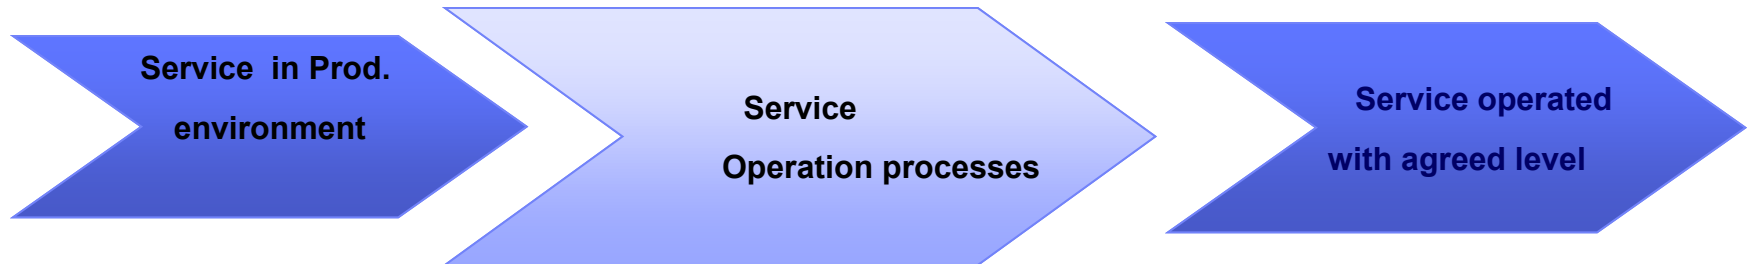 Service in Prod.
environment
Service
Operation processes
Service operated
with agreed level